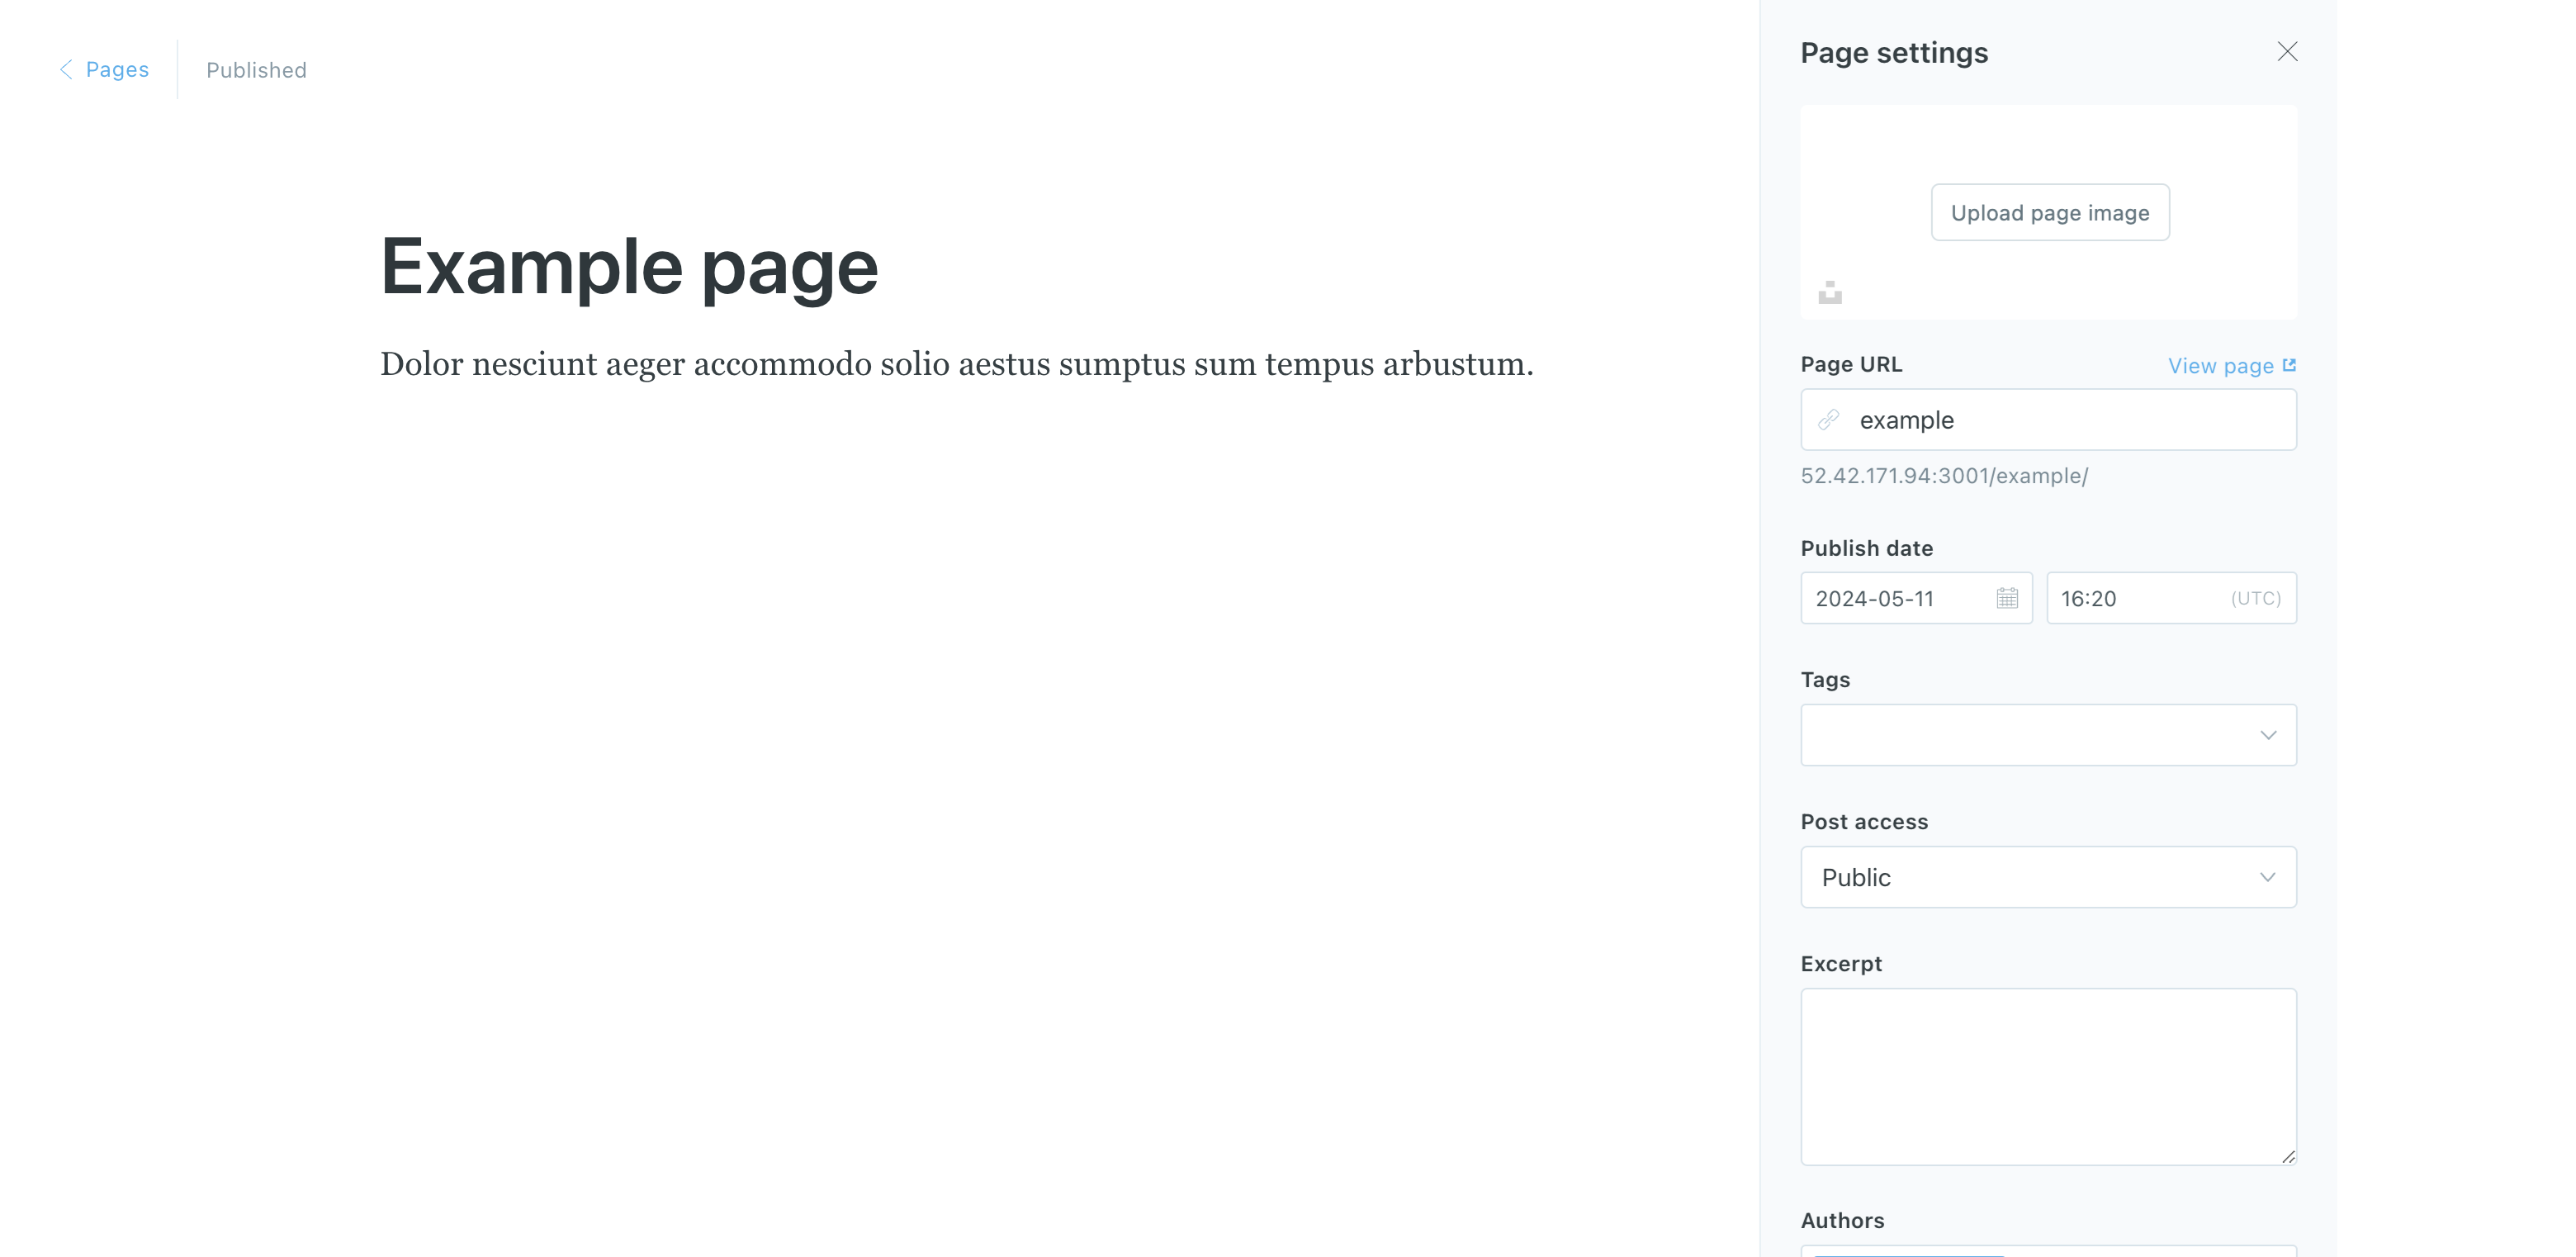 Pages
Published
Example page
Dolor nesciunt aeger accommodo solio aestus sumptus sum tempus arbustum.
Page settings
Upload page image
Page URL
View page
example
52.42.171.94:3001/example/
Publish date
2024-05-11
16:20
(UTC)
Tags
Post access
Public
Excerpt
Authors